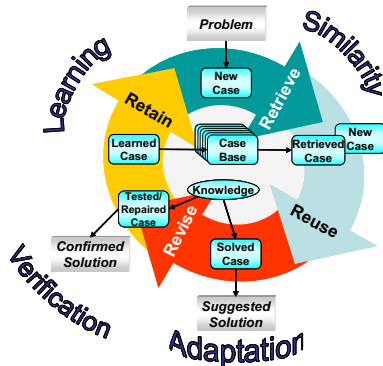 Problem
Learning
Similarity
New
Case
Retain
Retrieve
Learned
Case
Case
Base
Retrieved
Case
New
Case
Knowledge
Tested/
Repaired
Case
Revise
Reuse
Confirmed
Solution
Solved
Case
Verification
Suggested
Solution
Adaptation